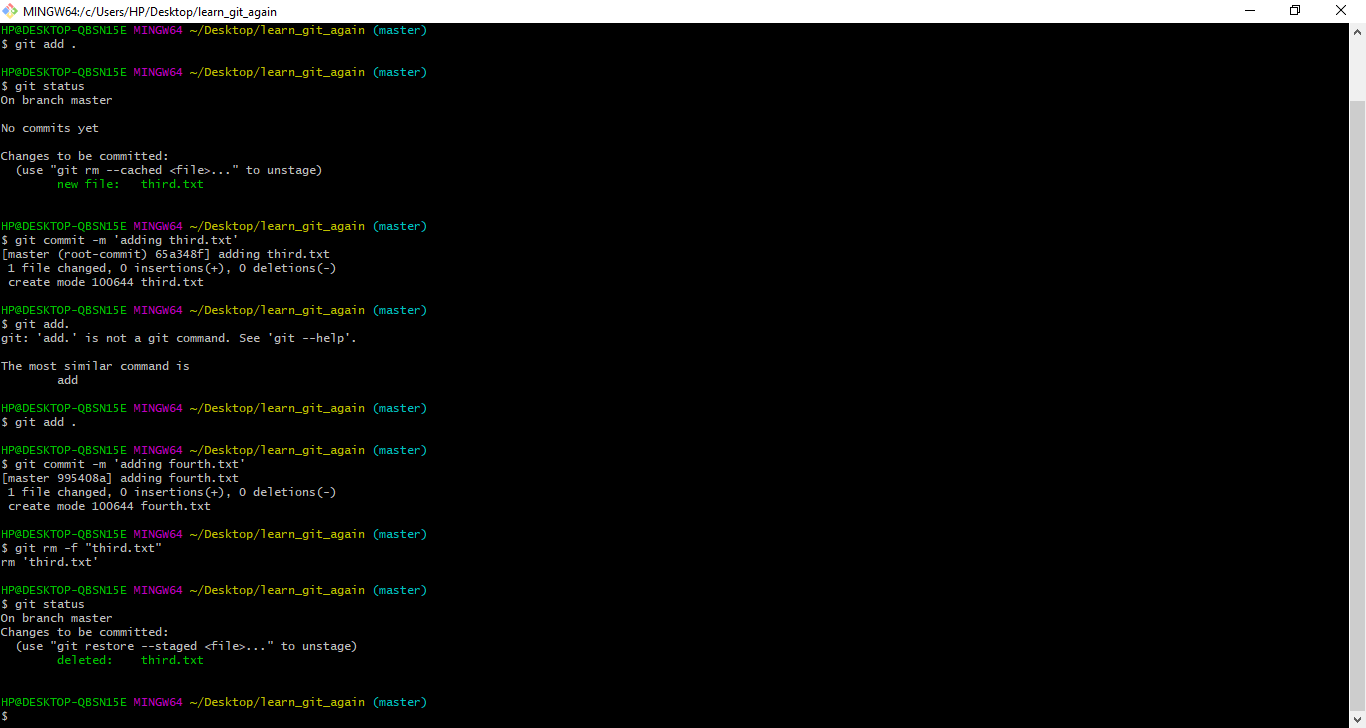 MINGW64:/c/Users/HP/Desktop/learn_git_again
HP@DESKTOP-QBSN15E MINGW64 ~/Desktop/learn_git_again (master)
$ git add .
HP@DESKTOP-QBSN15E MINGW64 ~/Desktop/learn_git_again (master)
$ git status
On branch master
No commits yet
Changes to be committed:
  (use "git rm --cached <file>..." to unstage)
        new file:   third.txt
HP@DESKTOP-QBSN15E MINGW64 ~/Desktop/learn_git_again (master)
$ git commit -m 'adding third.txt'
[master (root-commit) 65a348f] adding third.txt
 1 file changed, 0 insertions(+), 0 deletions(-)
 create mode 100644 third.txt
HP@DESKTOP-QBSN15E MINGW64 ~/Desktop/learn_git_again (master)
$ git add.
git: 'add.' is not a git command. See 'git --help'.
The most similar command is
        add
HP@DESKTOP-QBSN15E MINGW64 ~/Desktop/learn_git_again (master)
$ git add .
HP@DESKTOP-QBSN15E MINGW64 ~/Desktop/learn_git_again (master)
$ git commit -m 'adding fourth.txt'
[master 995408a] adding fourth.txt
 1 file changed, 0 insertions(+), 0 deletions(-)
 create mode 100644 fourth.txt
HP@DESKTOP-QBSN15E MINGW64 ~/Desktop/learn_git_again (master)
$ git rm -f "third.txt"
rm 'third.txt'
HP@DESKTOP-QBSN15E MINGW64 ~/Desktop/learn_git_again (master)
$ git status
On branch master
Changes to be committed:
  (use "git restore --staged <file>..." to unstage)
        deleted:    third.txt
HP@DESKTOP-QBSN15E MINGW64 ~/Desktop/learn_git_again (master)
$